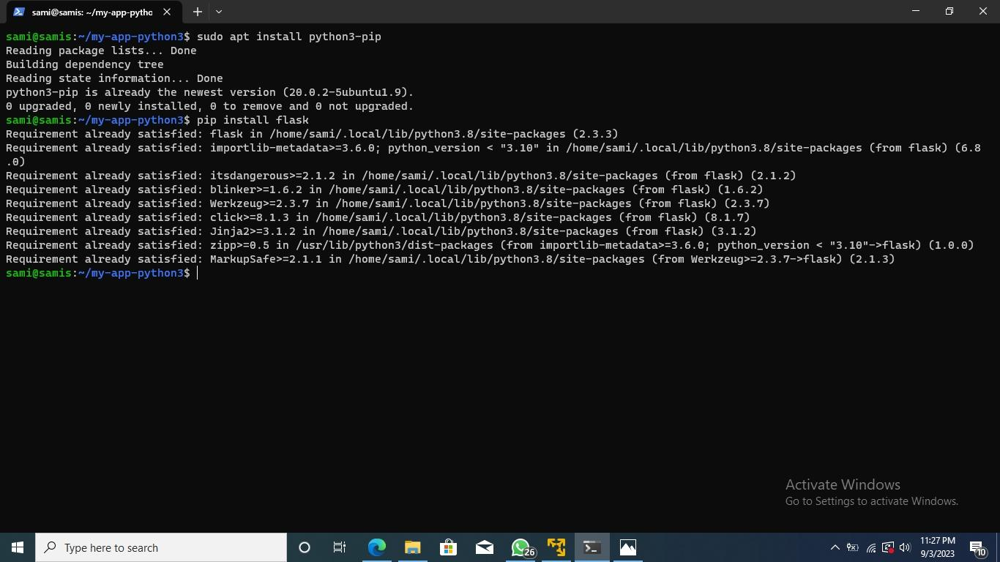 sami@samis: ~/my-app-pytho
sami@samis:~/my-app-python3$ sudo apt install python3-pip
Reading package lists... Done
Building dependency tree
Reading state information... Done
python3-pip is already the newest version (20.0.2-5ubuntu1.9).
0 upgraded, 0 newly installed, 0 to remove and 0 not upgraded.
sami@samis:~/my-app-python3$ pip install flask
Requirement already satisfied: flask in /home/sami/.local/lib/python3.8/site-packages (2.3.3)
Requirement already satisfied: importlib-metadata>=3.6.0; python_version < "3.10" in /home/sami/.local/lib/python3.8/site-packages (from flask) (6.8
.0)
Requirement already satisfied: itsdangerous>=2.1.2 in /home/sami/.local/lib/python3.8/site-packages (from flask) (2.1.2)
Requirement already satisfied: blinker>=1.6.2 in /home/sami/.local/lib/python3.8/site-packages (from flask) (1.6.2)
Requirement already satisfied: Werkzeug>=2.3.7 in /home/sami/.local/lib/python3.8/site-packages (from flask) (2.3.7)
Requirement already satisfied: click>=8.1.3 in /home/sami/.local/lib/python3.8/site-packages (from flask) (8.1.7)
Requirement already satisfied: Jinja2>=3.1.2 in /home/sami/.local/lib/python3.8/site-packages (from flask) (3.1.2)
Requirement already satisfied: zipp>=0.5 in /usr/lib/python3/dist-packages (from importlib-metadata>=3.6.0; python_version < "3.10"->flask) (1.0.0)
Requirement already satisfied: MarkupSafe>=2.1.1 in /home/sami/.local/lib/python3.8/site-packages (from Werkzeug>=2.3.7->flask) (2.1.3)
sami@samis:~/my-app-python3$
Activate Windows
Go to Settings to activate Windows.
Type here to search
26
11:27 PM
9/3/2023
10